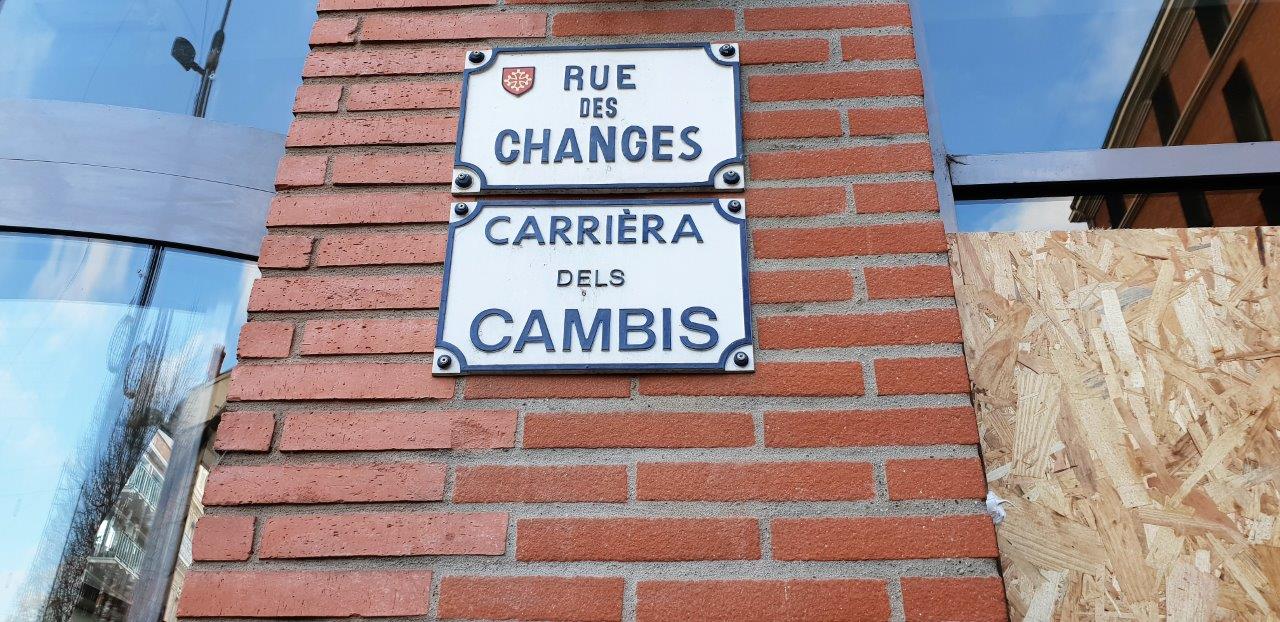 RUE
DES
CHANGES
CARRIÈRA
DELS
CAMBIS